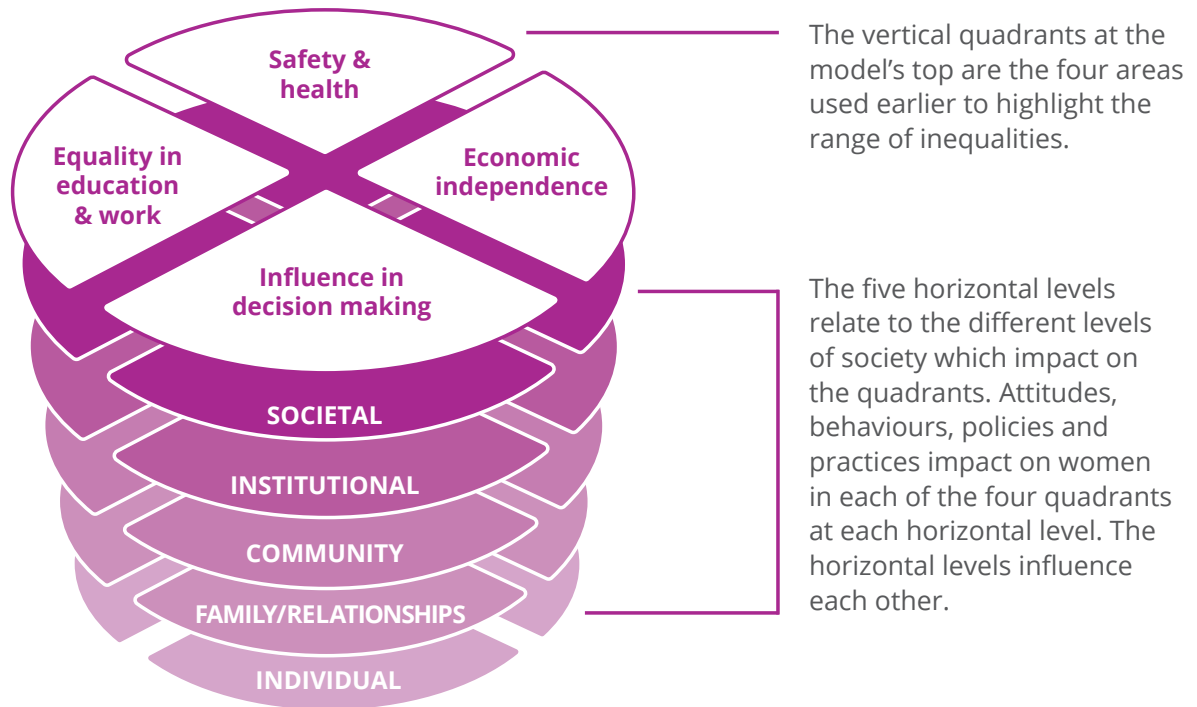 Safety &
health
Equality in
education
& work
Economic
independence
Influence in
decision making
SOCIETAL
INSTITUTIONAL
COMMUNITY
FAMILY/RELATIONSHIPS
INDIVIDUAL
The vertical quadrants at the
model’s top are the four areas
used earlier to highlight the
range of inequalities.
The five horizontal levels
relate to the different levels
of society which impact on
the quadrants. Attitudes,
behaviours, policies and
practices impact on women
in each of the four quadrants
at each horizontal level. The
horizontal levels influence
each other.